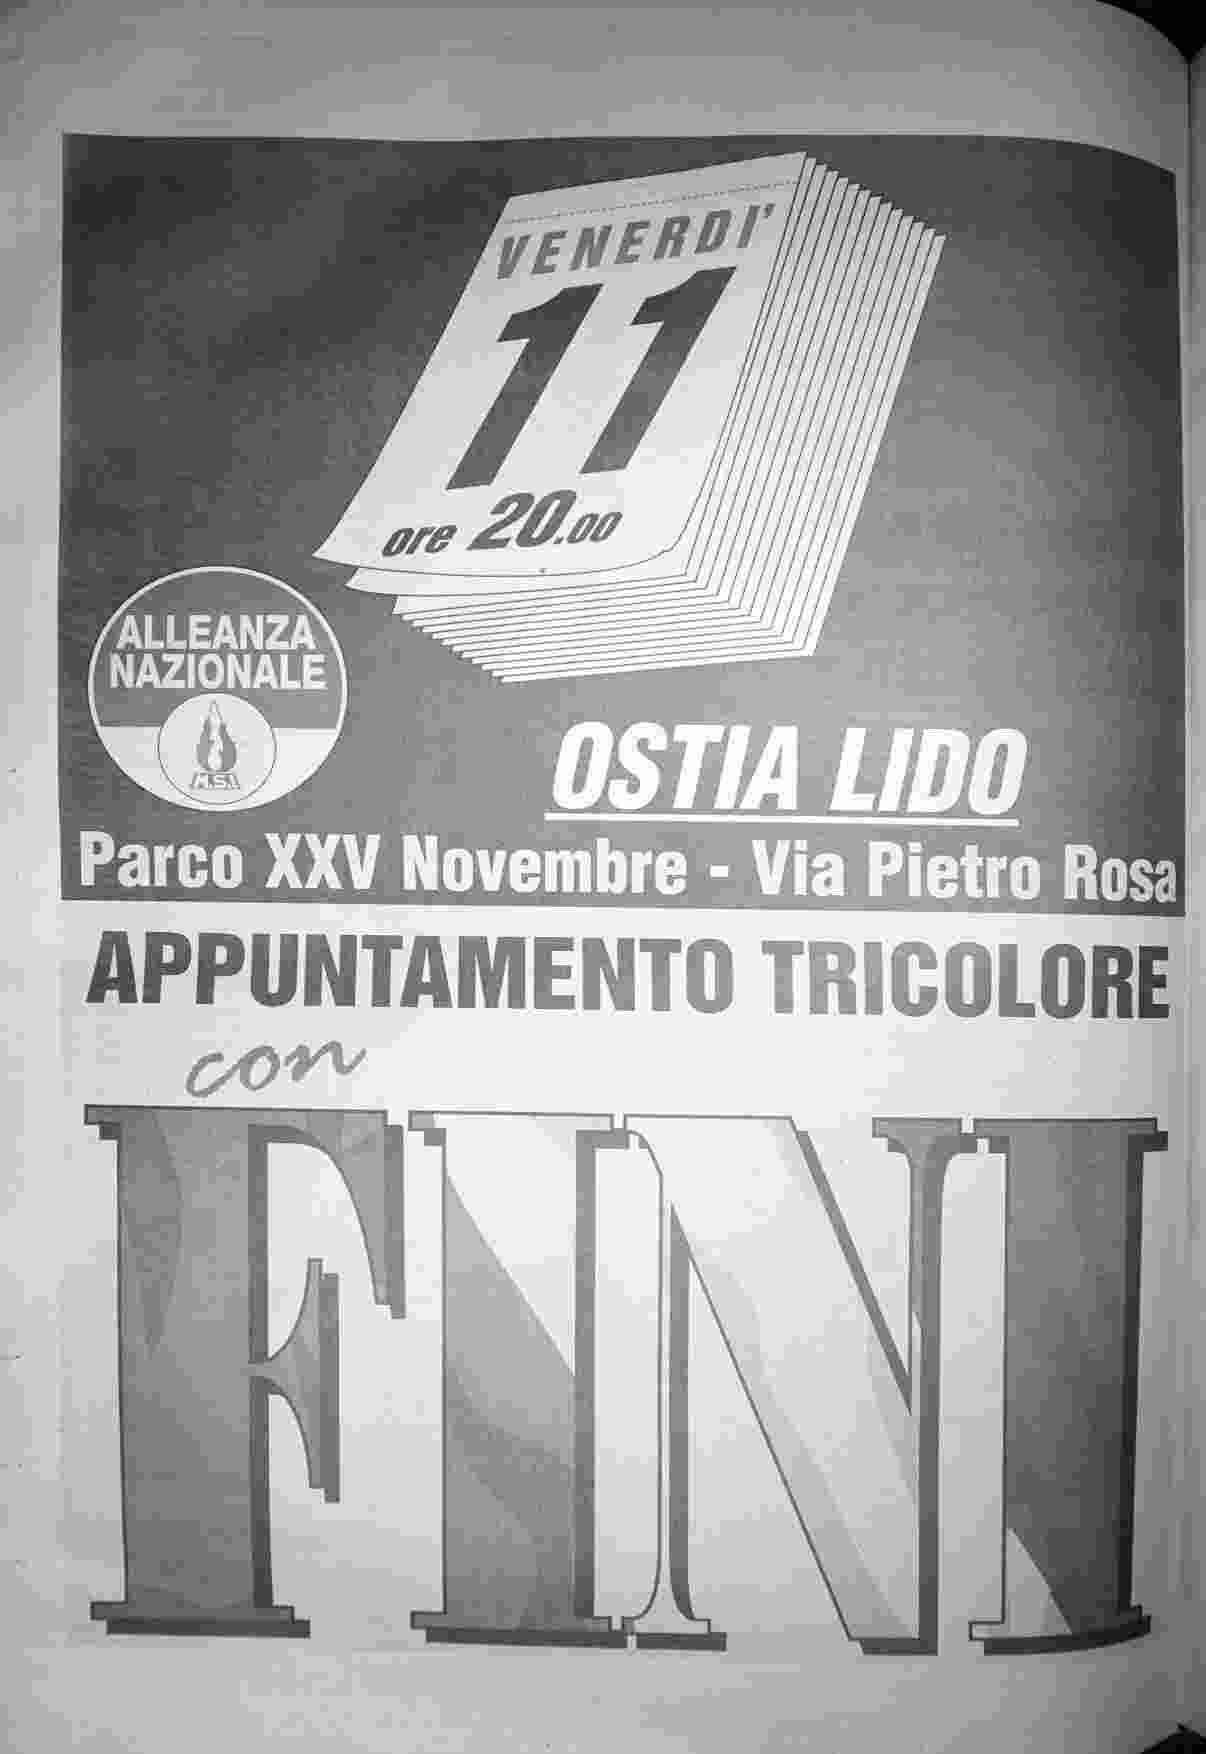 VENERDI'
11
ore 20.00
ALLEANZA
NAZIONALE
M.S.I.
OSTIA LIDO
Parco XXV Novembre - Via Pietro Rosa
APPUNTAMENTO TRICOLORE
con
FINI